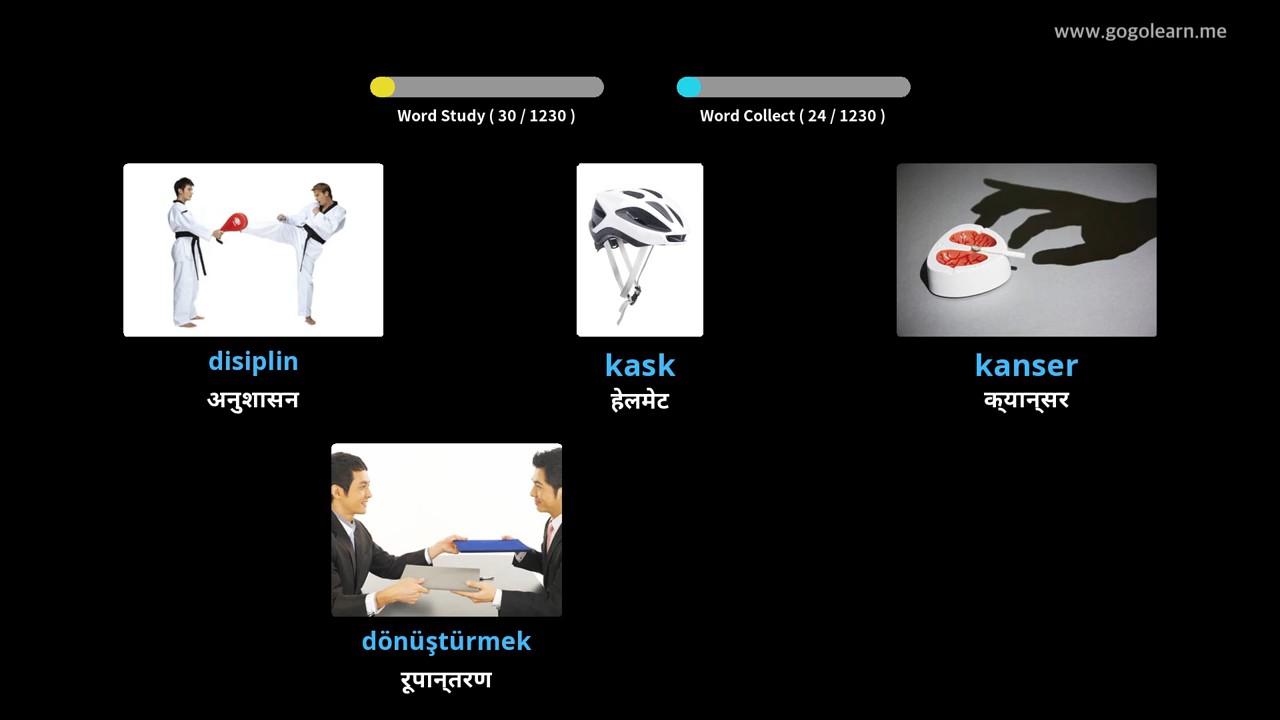 www.gogolearn.me
Word Study ( 30 / 1230 )
Word Collect ( 24 / 1230 )
disiplin
अनुशासन
kask
हेलमेट
kanser
क्यान्सर
dönüştürmek
रूपान्तरण